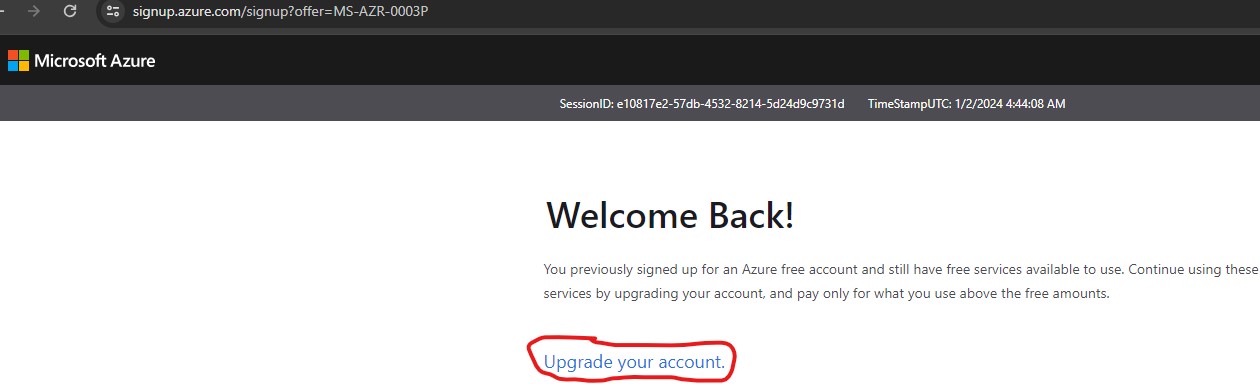 signup.azure.com/signup?offer=MS-AZR-0003P
Microsoft Azure
SessionID: e10817e2-57db-4532-8214-5d24d9c9731d TimeStampUTC: 1/2/2024 4:44:08 AM
Welcome Back!
You previously signed up for an Azure free account and still have free services available to use. Continue using these
services by upgrading your account, and pay only for what you use above the free amounts.
Upgrade your account.